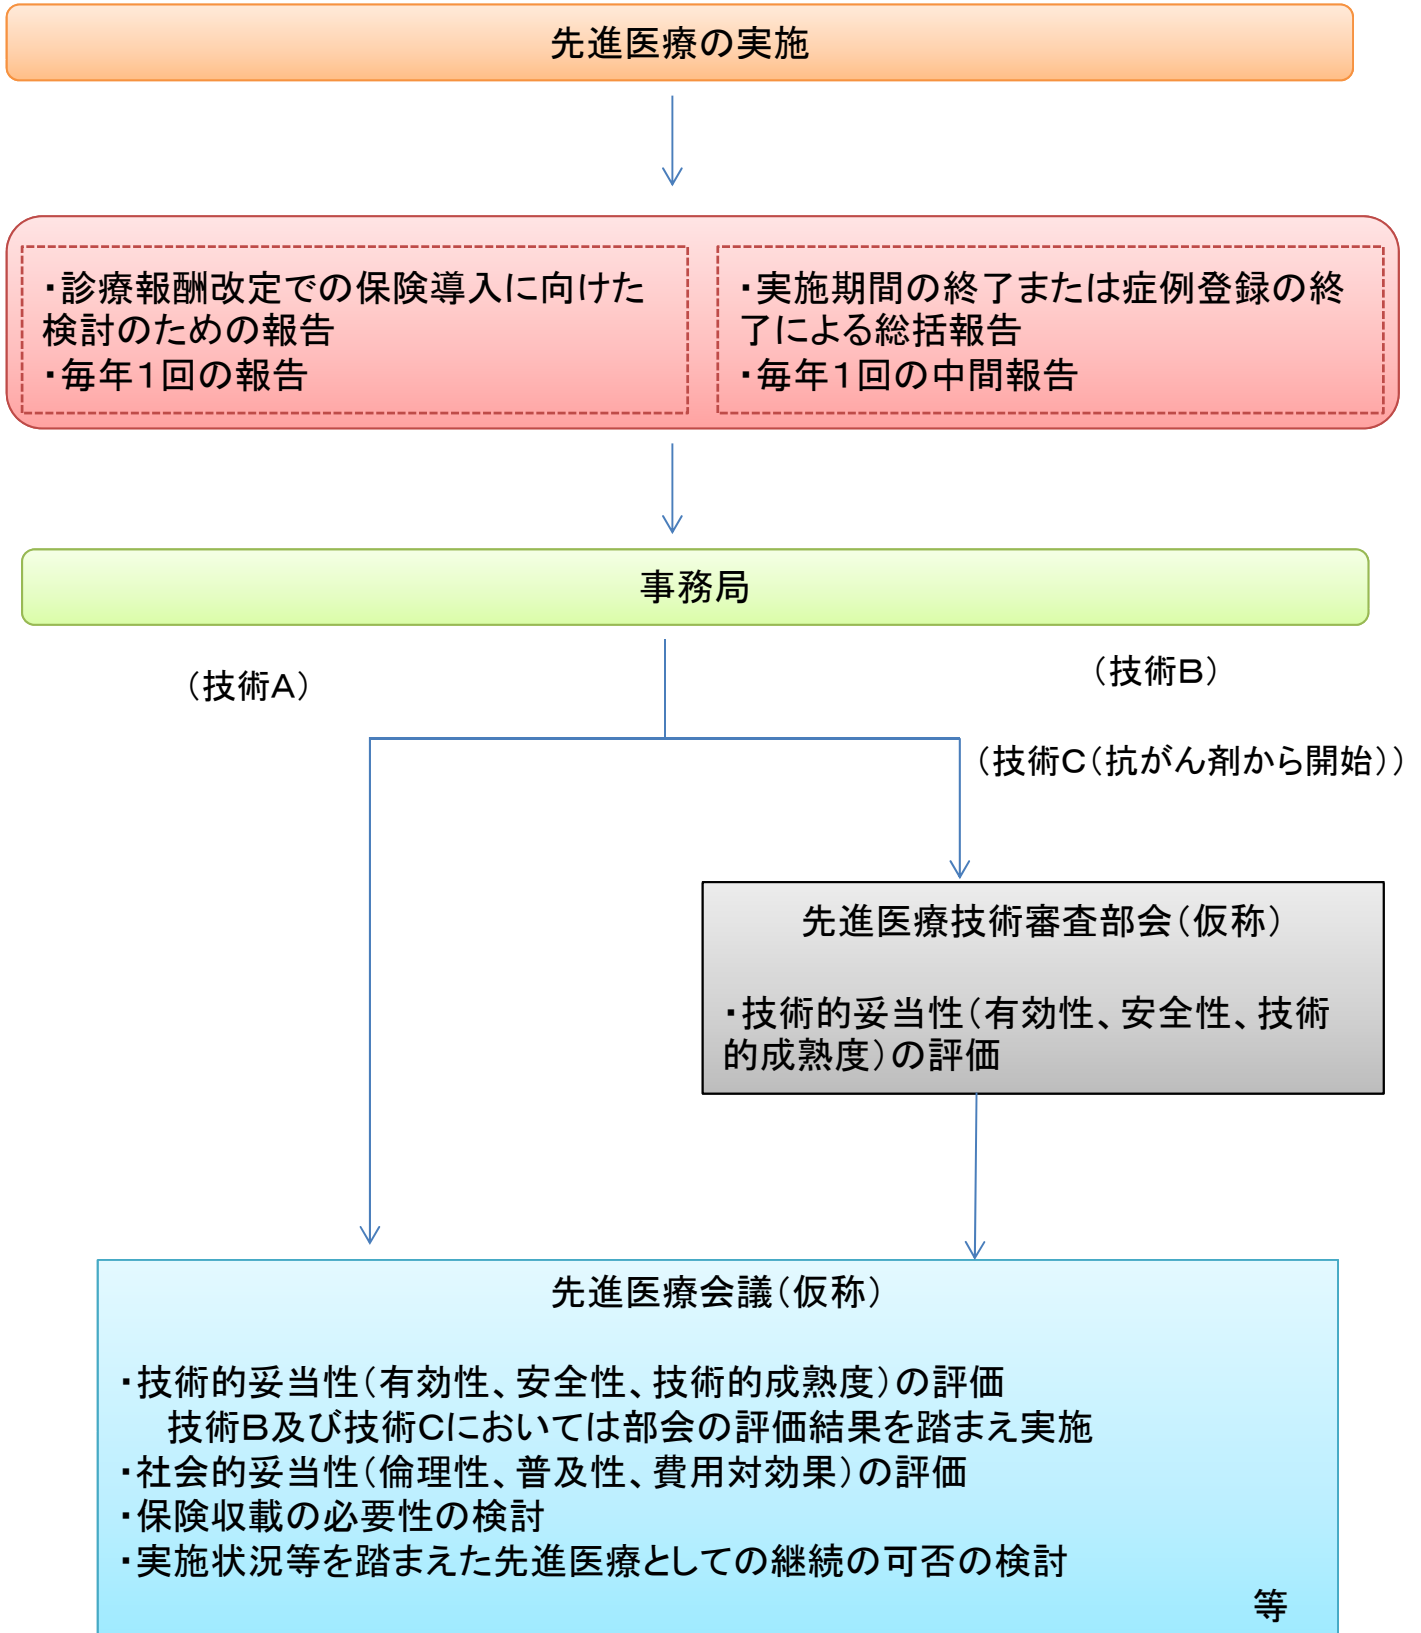 先進医療の実施
・診療報酬改定での保険導入に向けた
検討のための報告
・毎年１回の報告
・実施期間の終了または症例登録の終
了による総括報告
・毎年１回の中間報告
事務局
（技術A）
（技術B）
（技術C（抗がん剤から開始））
先進医療技術審査部会（仮称）
・技術的妥当性（有効性、安全性、技術
的成熟度）の評価
先進医療会議（仮称）
・技術的妥当性（有効性、安全性、技術的成熟度）の評価
技術B及び技術Cにおいては部会の評価結果を踏まえ実施
・社会的妥当性（倫理性、普及性、費用対効果）の評価
・保険収載の必要性の検討
・実施状況等を踏まえた先進医療としての継続の可否の検討
等